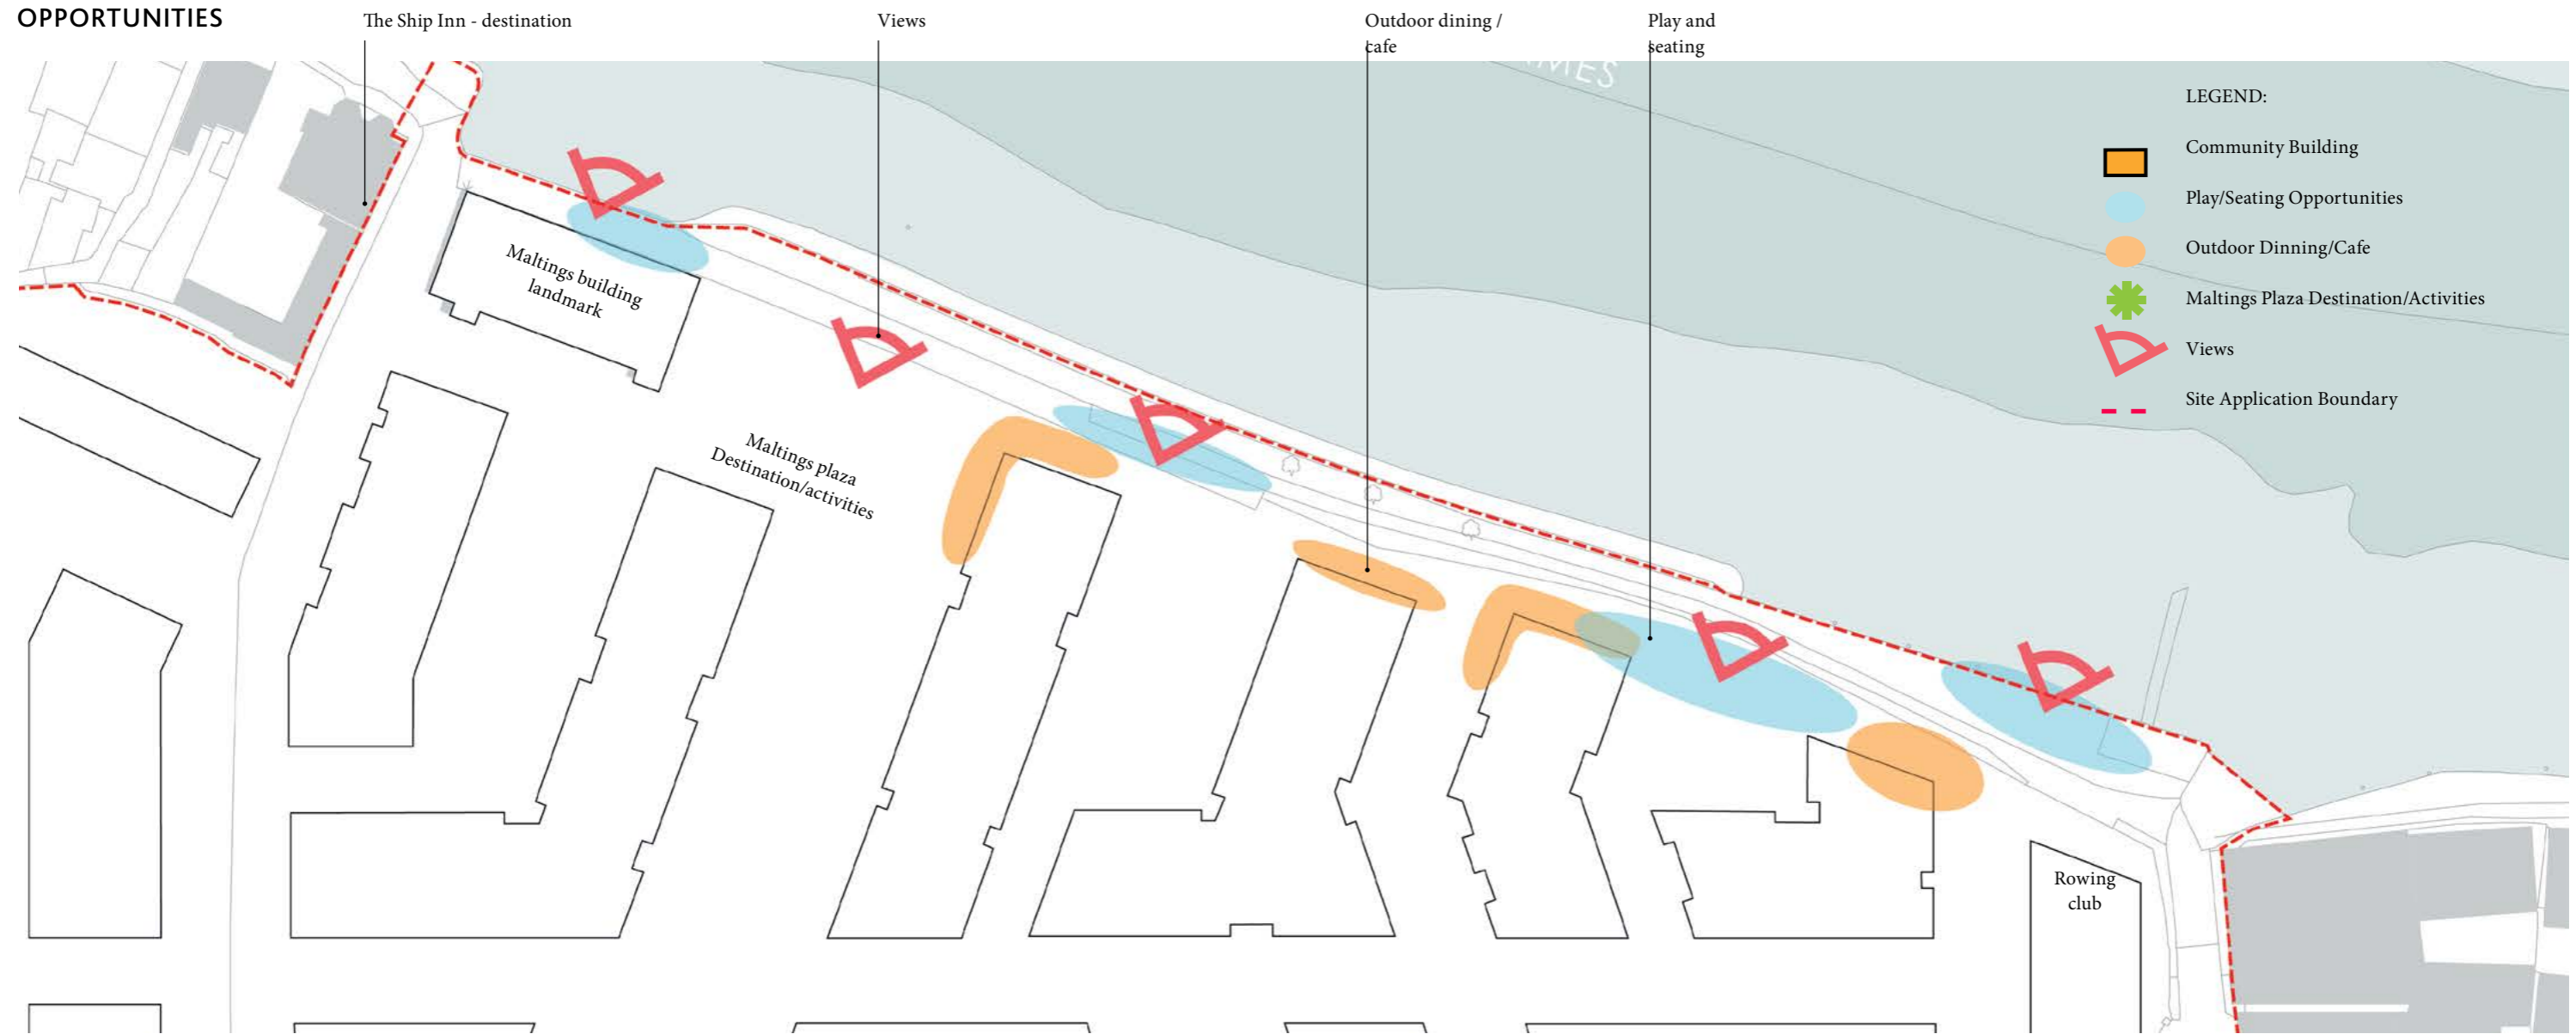 OPPORTUNITIES
The Ship Inn - destination
Views
Outdoor dining /
cafe
Play and
seating
LEGEND:
Community Building
Play/Seating Opportunities
Outdoor Dinning/Cafe
Maltings Plaza Destination/Activities
Views
Site Application Boundary
Maltings building
landmark
Maltings plaza
Destination/activities
Rowing
club